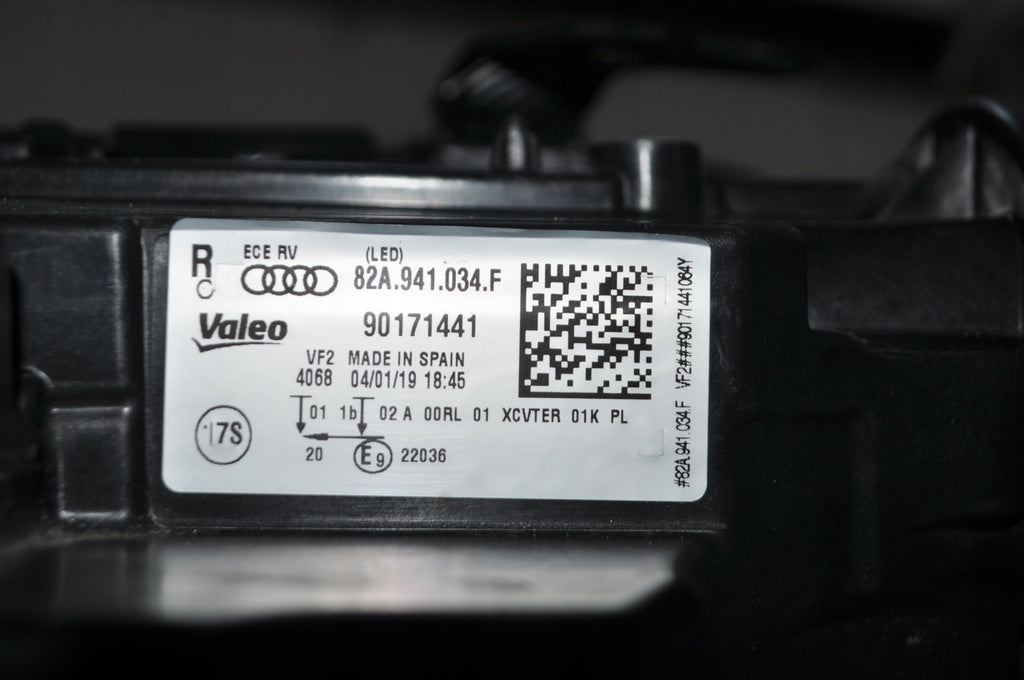 R ECE RV (LED)
C 82A.941.034.F
Valeo 90171441
VF2 MADE IN SPAIN
4068 04/01/19 18:45
01 1b 02 A 00RL 01 XCVTER 01K PL
17S
20 E9 22036
#82A.941.034.F VF2###90171441084Y